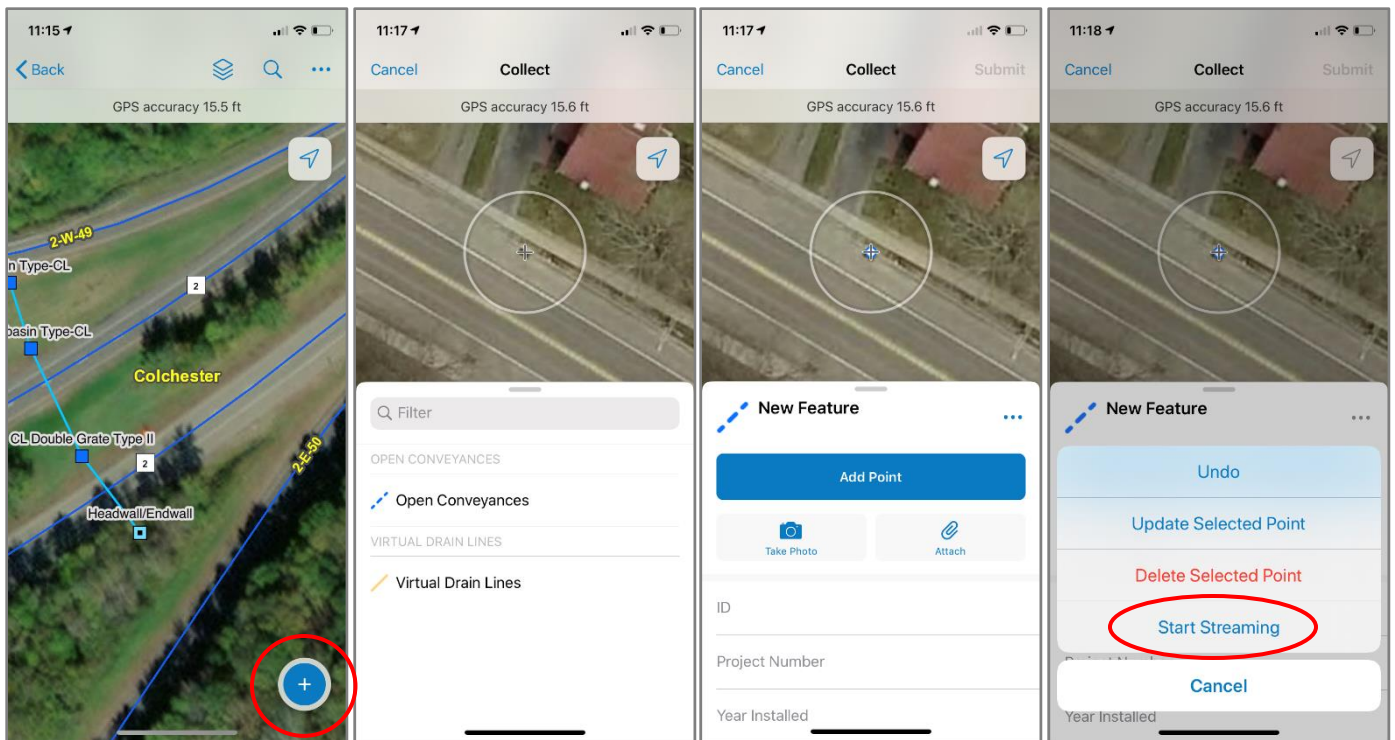 11:15
Back
GPS accuracy 15.5 ft
2-W-49
n Type-CL
2
basin Type-CL
Colchester
CL Double Grate Type II
2
2-E-50
Headwall/Endwall
11:17
Cancel Collect
GPS accuracy 15.6 ft
Filter
OPEN CONVEYANCES
Open Conveyances
VIRTUAL DRAIN LINES
Virtual Drain Lines
11:17
Cancel Collect Submit
GPS accuracy 15.6 ft
New Feature
Add Point
Take Photo Attach
ID
Project Number
Year Installed
11:18
Cancel Collect Submit
GPS accuracy 15.6 ft
New Feature
Undo
Update Selected Point
Delete Selected Point
Start Streaming
Cancel
Year Installed